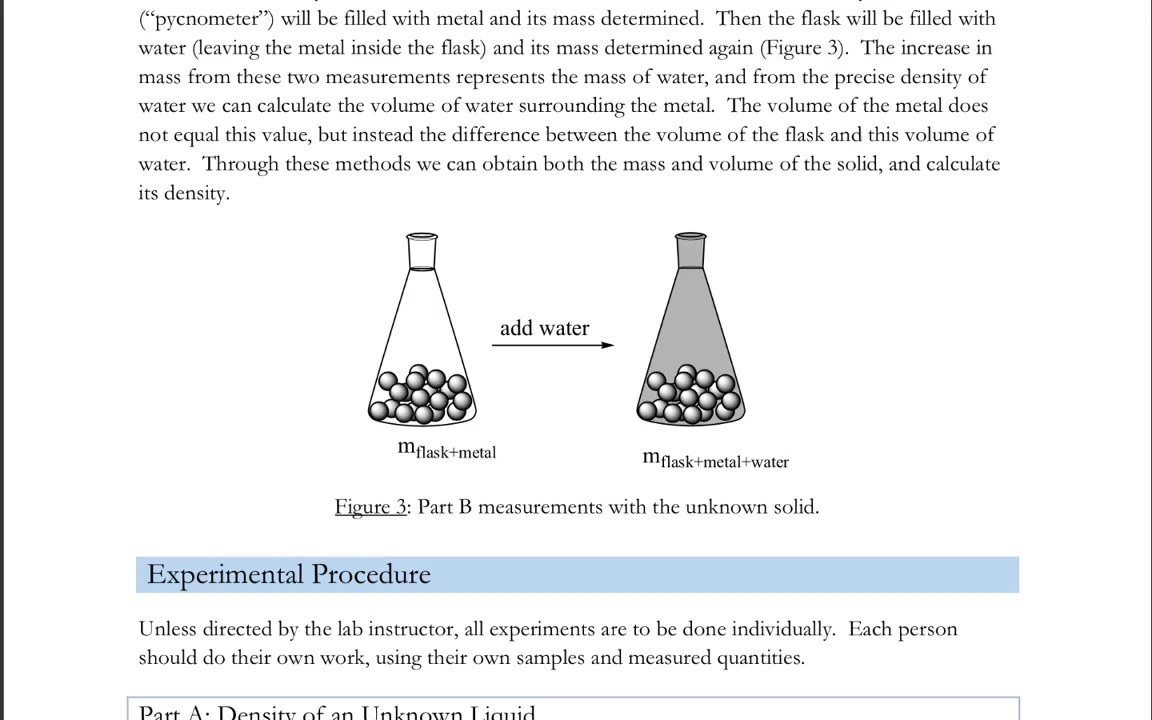 ("pycnometer") will be filled with metal and its mass determined.  Then the flask will be filled with
water (leaving the metal inside the flask) and its mass determined again (Figure 3).  The increase in
mass from these two measurements represents the mass of water, and from the precise density of
water we can calculate the volume of water surrounding the metal.  The volume of the metal does
not equal this value, but instead the difference between the volume of the flask and this volume of
water.  Through these methods we can obtain both the mass and volume of the solid, and calculate
its density.
add water
mflask+metal
mflask+metal+water
Figure 3: Part B measurements with the unknown solid.
Experimental Procedure
Unless directed by the lab instructor, all experiments are to be done individually.  Each person
should do their own work, using their own samples and measured quantities.
Part A: Density of an Unknown Liquid